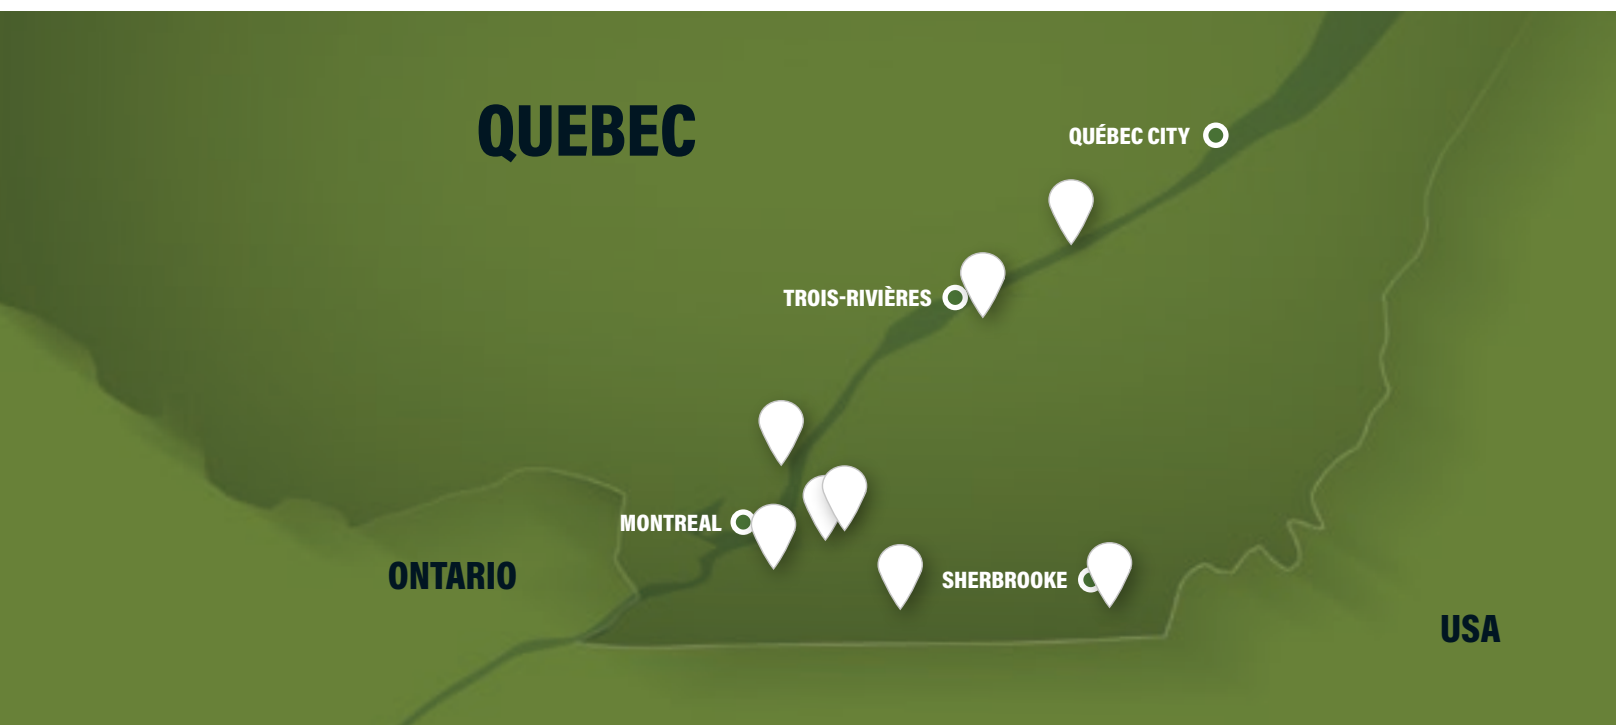 QUEBEC
QUÉBEC CITY
TROIS-RIVIÈRES
MONTREAL
ONTARIO
SHERBROOKE
USA